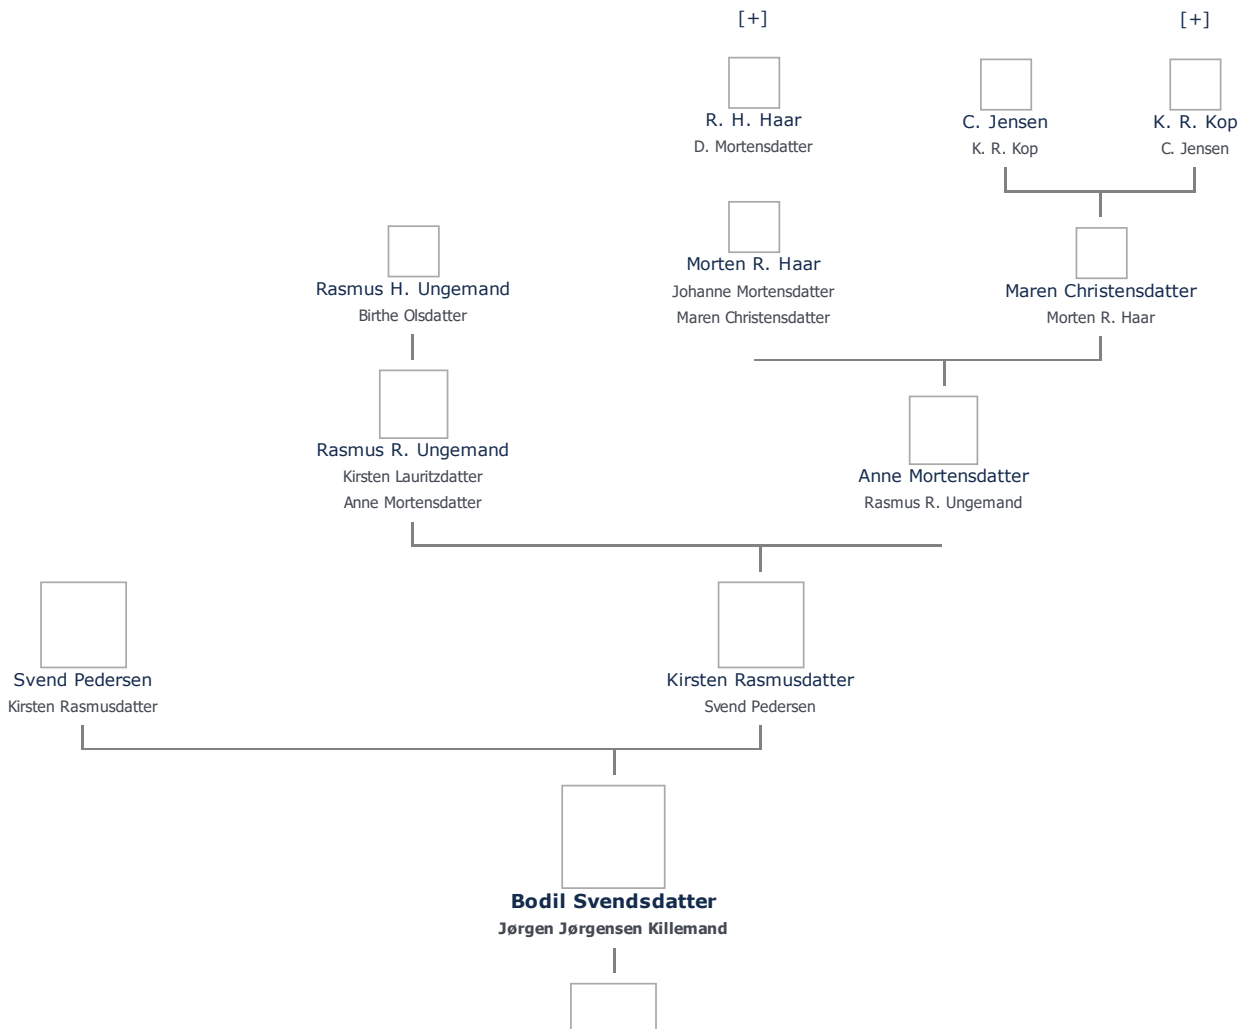 [+]
[+]
R. H. Haar
D. Mortensdatter
C. Jensen
K. R. Kop
K. R. Kop
C. Jensen
Rasmus H. Ungemand
Birthe Olsdatter
Morten R. Haar
Johanne Mortensdatter
Maren Christensdatter
Maren Christensdatter
Morten R. Haar
Rasmus R. Ungemand
Kirsten Lauritzdatter
Anne Mortensdatter
Anne Mortensdatter
Rasmus R. Ungemand
Svend Pedersen
Kirsten Rasmusdatter
Kirsten Rasmusdatter
Svend Pedersen
Bodil Svendsdatter
Jørgen Jørgensen Killemand